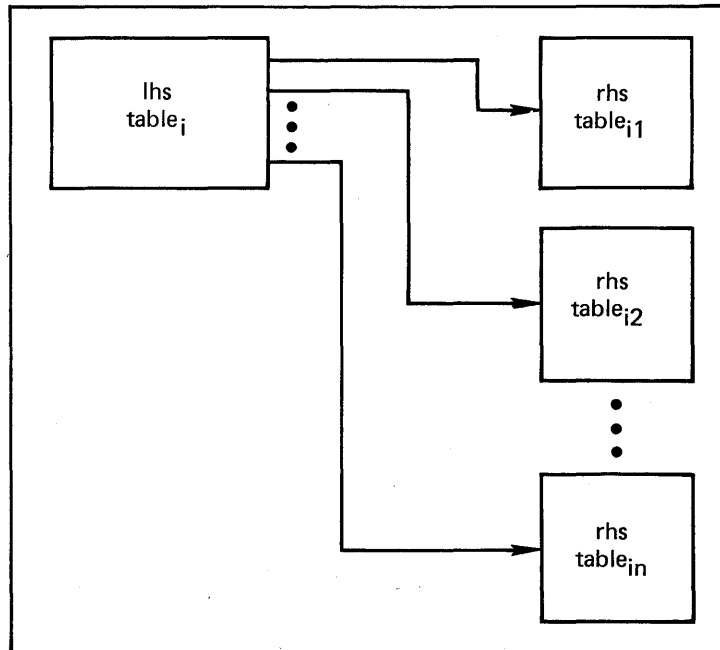 lhs
tableᵢ
rhs
tableᵢ₁
rhs
tableᵢ₂
rhs
tableᵢₙ